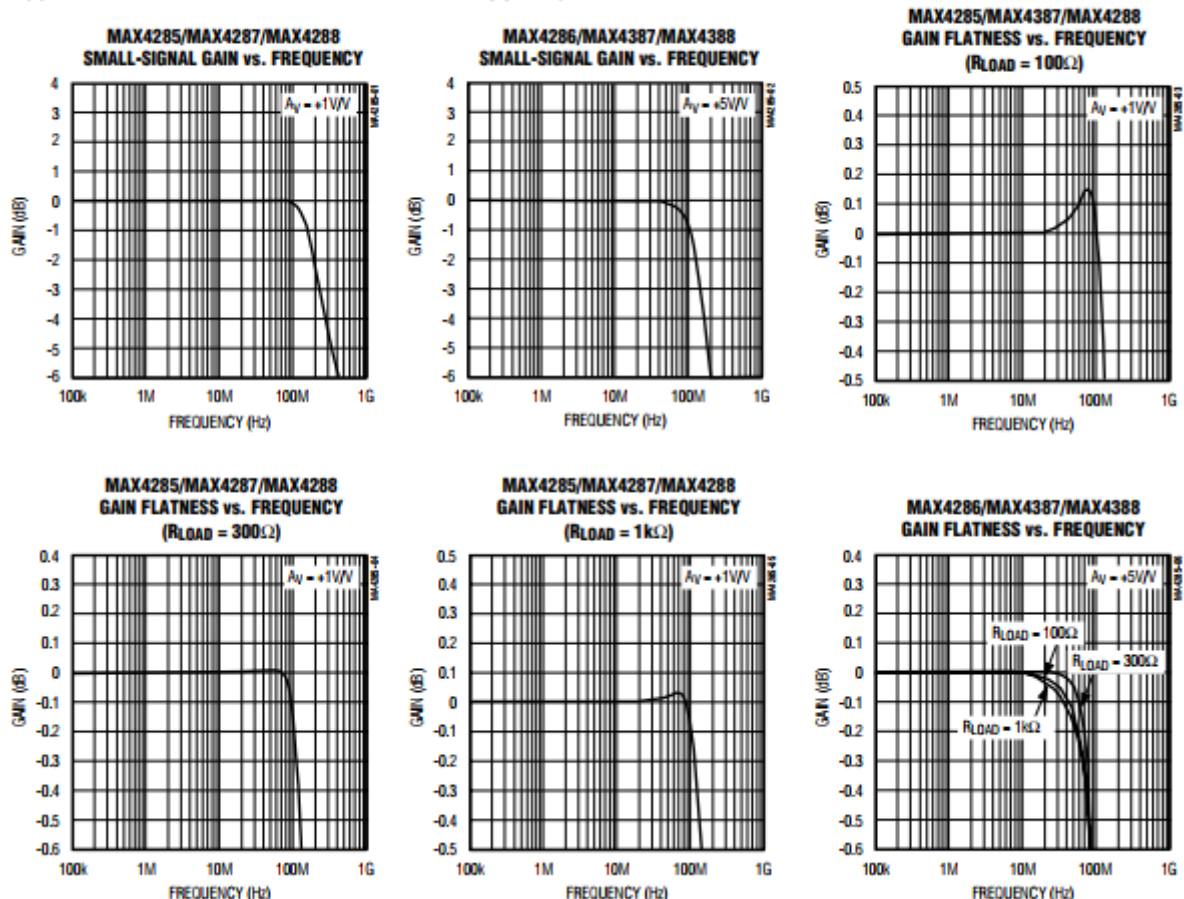 MAX4285/MAX4287/MAX4288
SMALL-SIGNAL GAIN vs. FREQUENCY
4
3
2
1
0
-1
-2
-3
-4
-5
-6
GAIN (dB)
AV = +1V/V
MAX4285-01
100k 1M 10M 100M 1G
FREQUENCY (Hz)
MAX4286/MAX4387/MAX4388
SMALL-SIGNAL GAIN vs. FREQUENCY
4
3
2
1
0
-1
-2
-3
-4
-5
-6
GAIN (dB)
AV = +5V/V
MAX4285-02
100k 1M 10M 100M 1G
FREQUENCY (Hz)
MAX4285/MAX4387/MAX4288
GAIN FLATNESS vs. FREQUENCY
(RLOAD = 100Ω)
0.5
0.4
0.3
0.2
0.1
0
-0.1
-0.2
-0.3
-0.4
-0.5
GAIN (dB)
AV = +1V/V
MAX4285-03
100k 1M 10M 100M 1G
FREQUENCY (Hz)
MAX4285/MAX4287/MAX4288
GAIN FLATNESS vs. FREQUENCY
(RLOAD = 300Ω)
0.4
0.3
0.2
0.1
0
-0.1
-0.2
-0.3
-0.4
-0.5
-0.6
GAIN (dB)
AV = +1V/V
MAX4285-04
100k 1M 10M 100M 1G
FREQUENCY (Hz)
MAX4285/MAX4287/MAX4288
GAIN FLATNESS vs. FREQUENCY
(RLOAD = 1kΩ)
0.5
0.4
0.3
0.2
0.1
0
-0.1
-0.2
-0.3
-0.4
-0.5
GAIN (dB)
AV = +1V/V
MAX4285-05
100k 1M 10M 100M 1G
FREQUENCY (Hz)
MAX4286/MAX4387/MAX4388
GAIN FLATNESS vs. FREQUENCY
0.4
0.3
0.2
0.1
0
-0.1
-0.2
-0.3
-0.4
-0.5
-0.6
GAIN (dB)
AV = +5V/V
MAX4285-06
RLOAD = 100Ω
RLOAD = 300Ω
RLOAD = 1kΩ
100k 1M 10M 100M 1G
FREQUENCY (Hz)